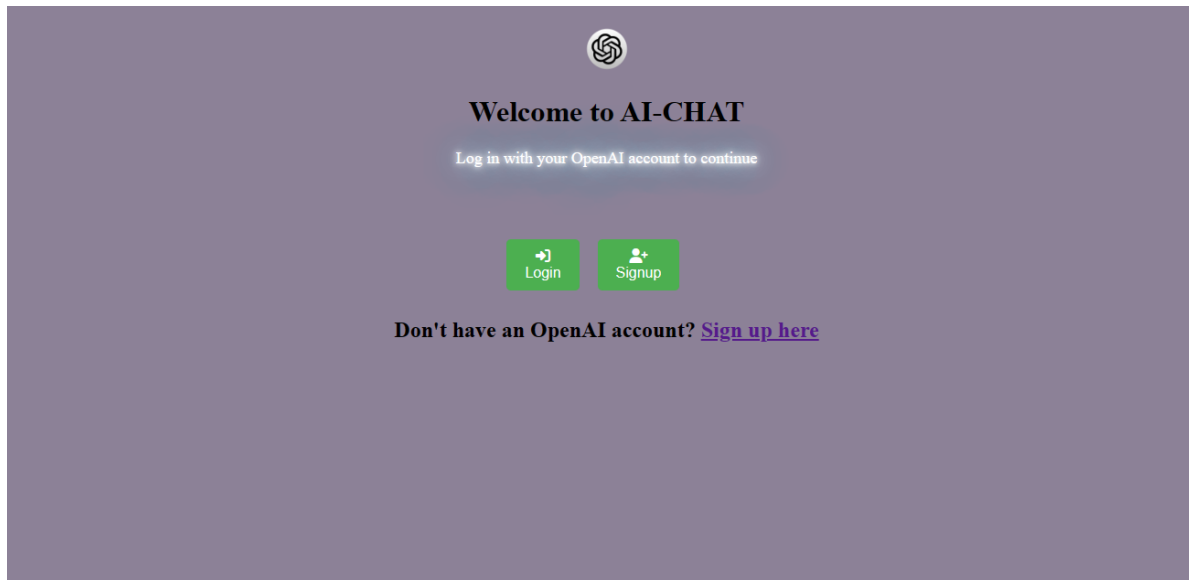 Welcome to AI-CHAT
Log in with your OpenAI account to continue
Login Signup
Don't have an OpenAI account? Sign up here